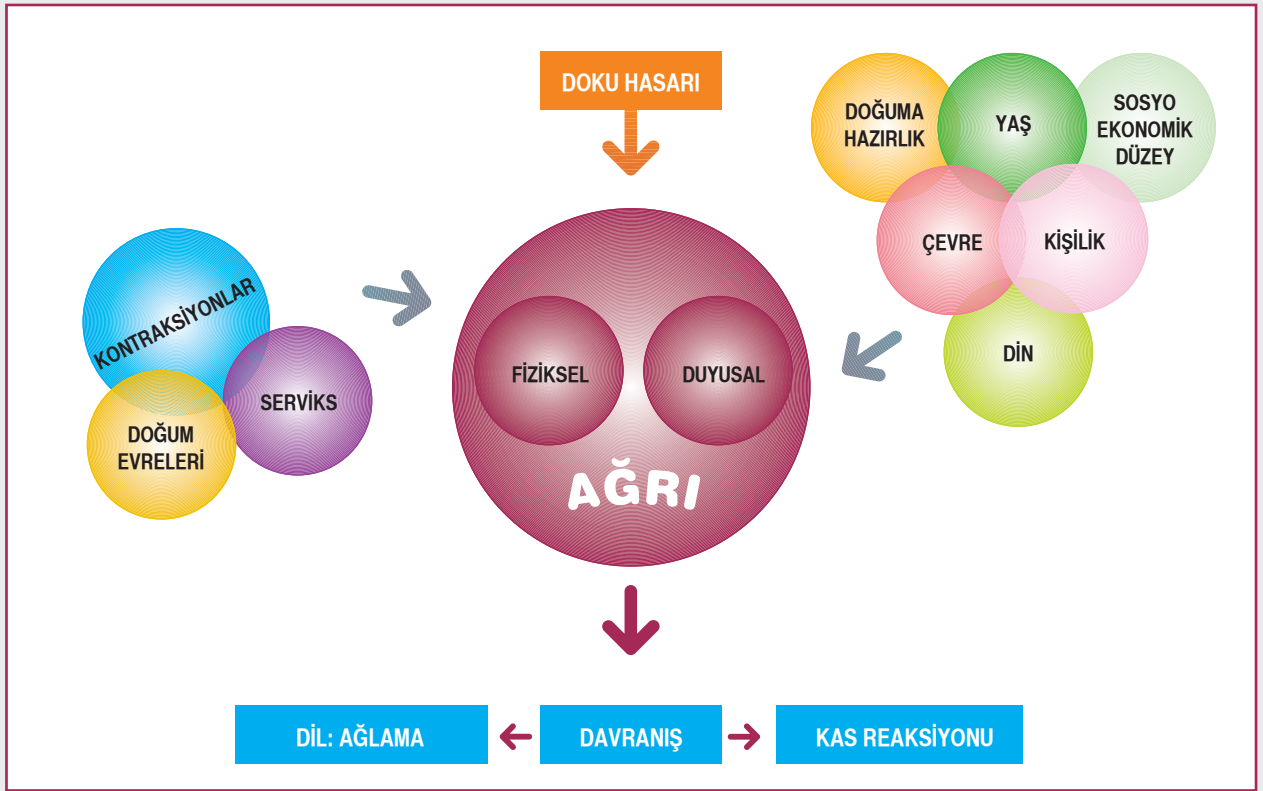 DOKU HASARI
DOĞUMA
HAZIRLIK
YAŞ
SOSYO
EKONOMİK
DÜZEY
ÇEVRE
KİŞİLİK
DİN
KONTRAKSİYONLAR
SERVİKS
DOĞUM
EVRELERİ
FİZİKSEL
DUYUSAL
AĞRI
DİL: AĞLAMA
DAVRANIŞ
KAS REAKSİYONU